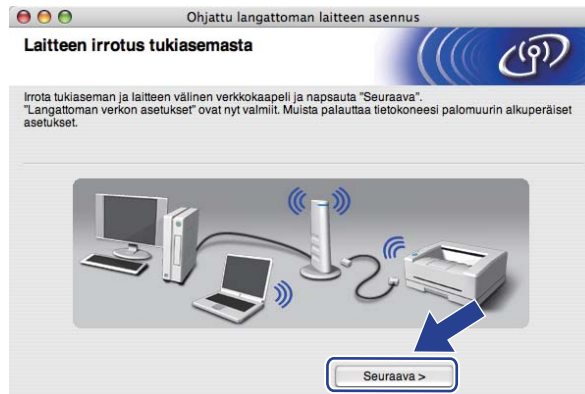 Ohjattu langattoman laitteen asennus
Laitteen irrotus tukiasemasta
Irrota tukiaseman ja laitteen välinen verkkokaapeli ja napsauta "Seuraava".
"Langattoman verkon asetukset" ovat nyt valmiit. Muista palauttaa tietokoneesi palomuurin alkuperäiset
asetukset.
Seuraava >